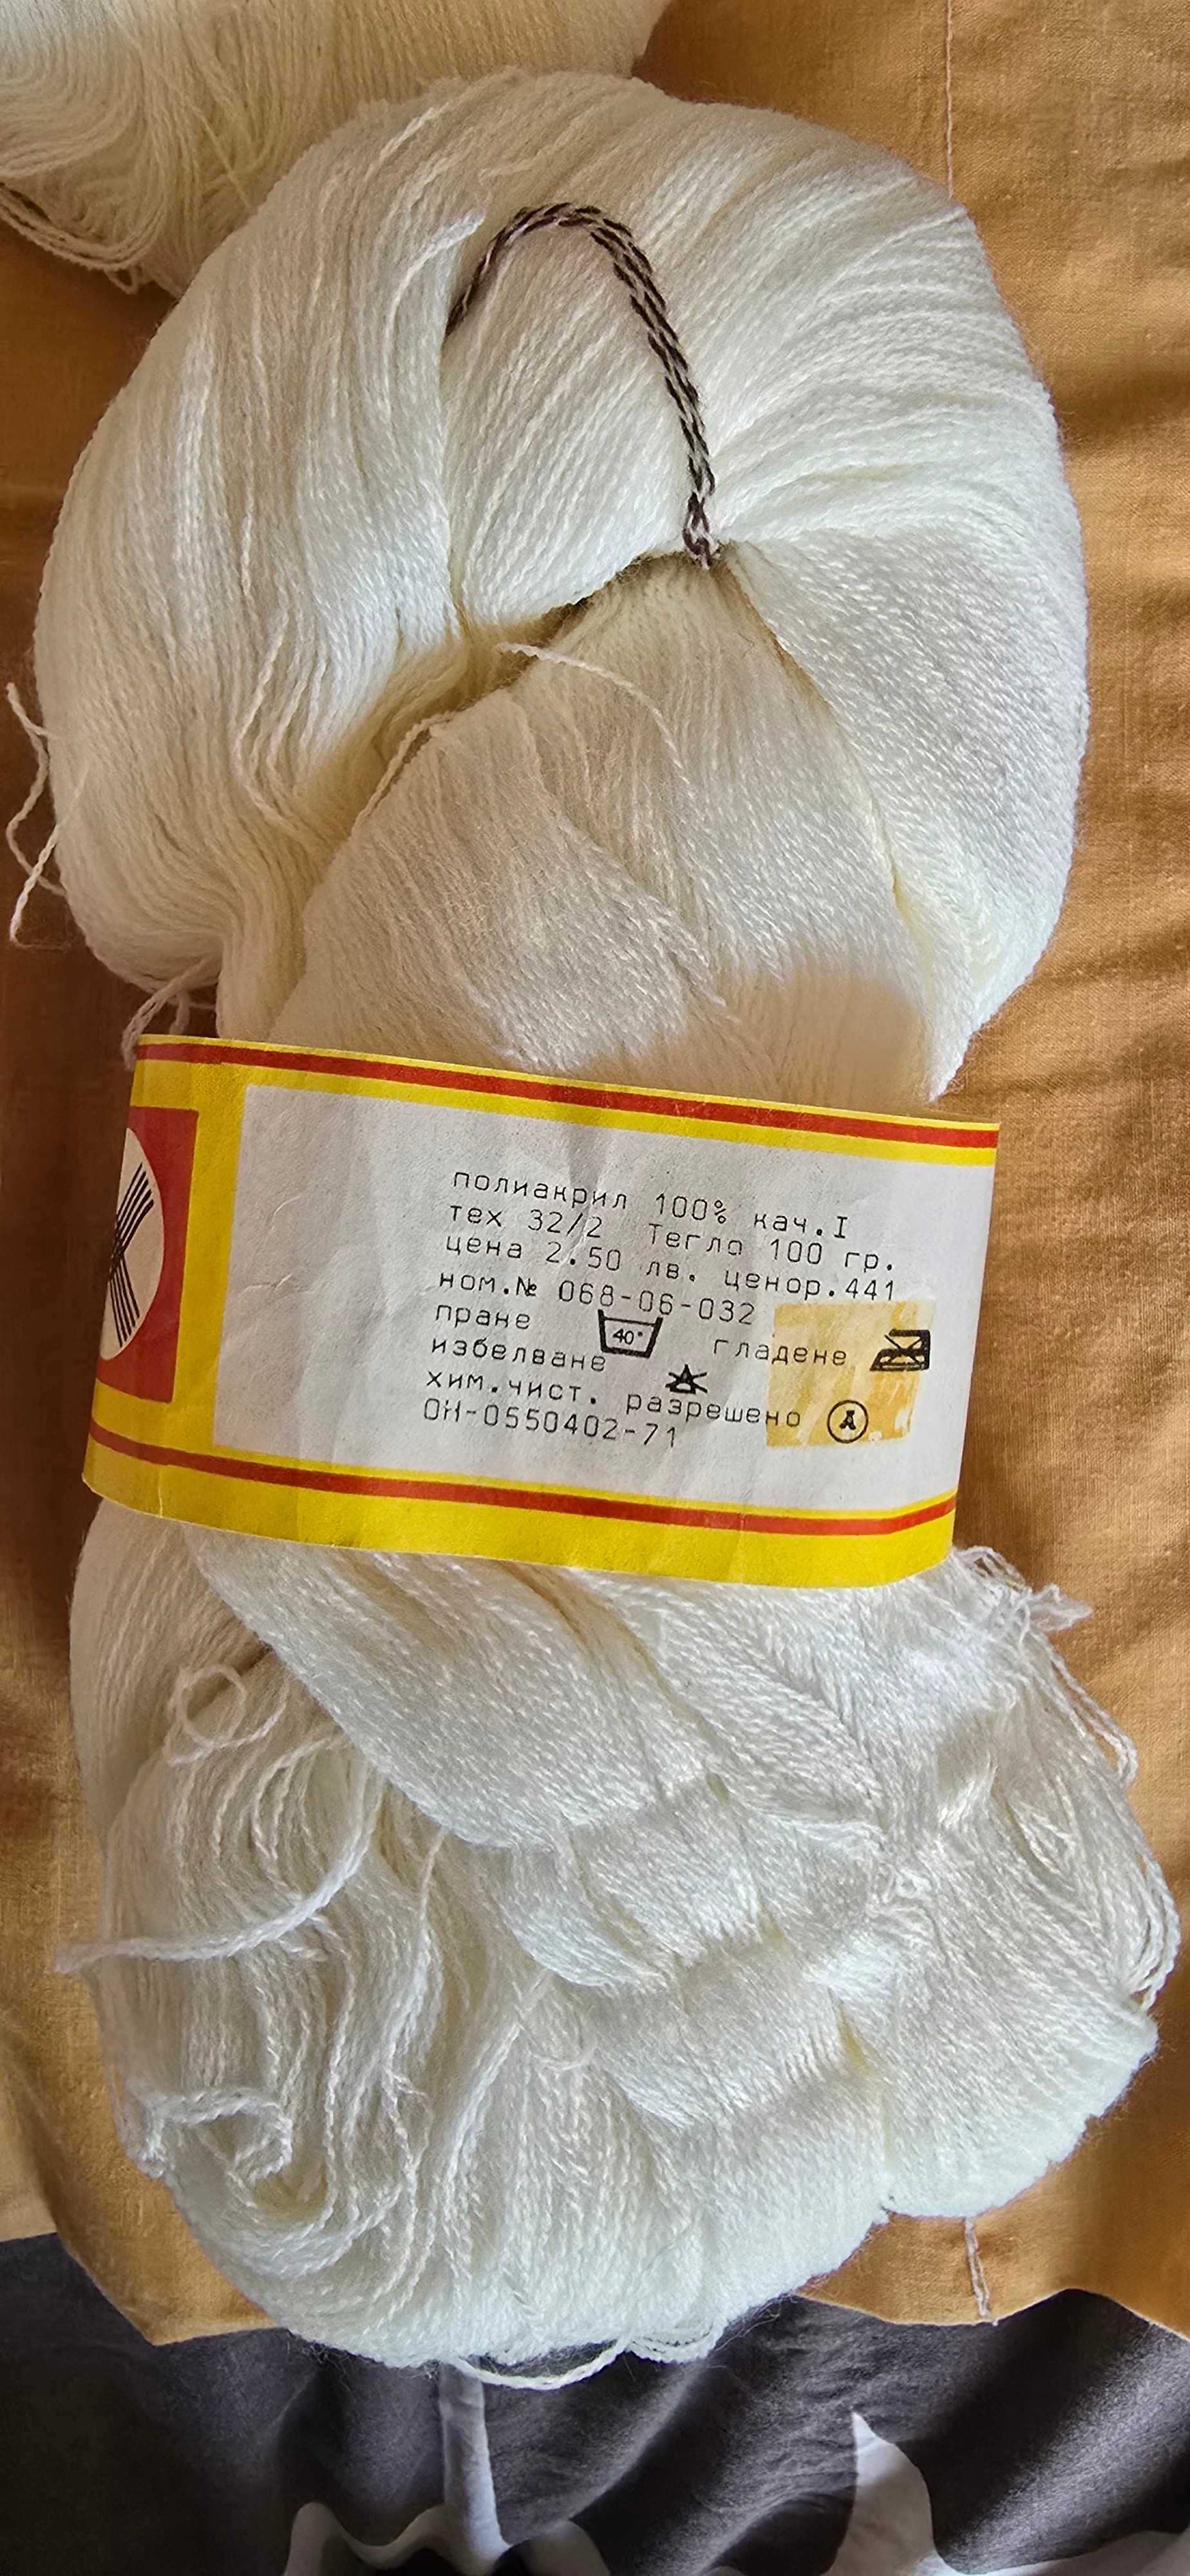 полиакрил 100% кач.I
тех 32/2 Тегло 100 гр.
цена 2.50 лв. ценор.441
ном.№ 068-06-032
пране 40° гладене
избелване
хим.чист. разрешено A
ОН-0550402-71